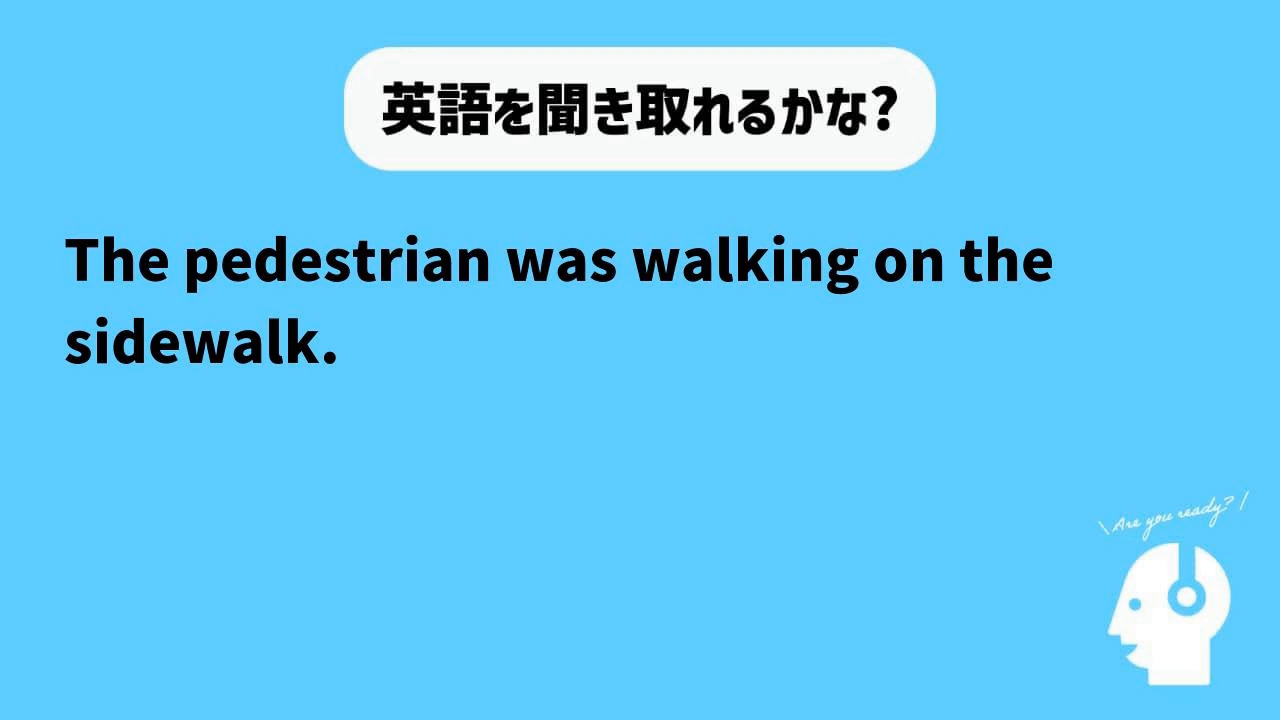 英語を聞き取れるかな?
The pedestrian was walking on the
sidewalk.
\Are you ready? /